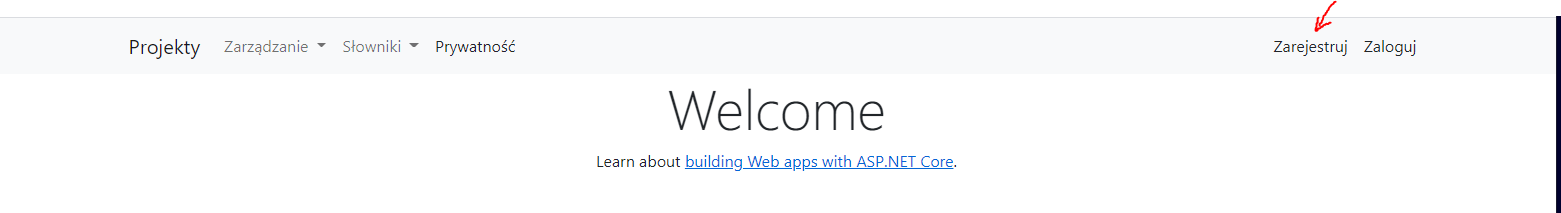 Projekty Zarządzanie Słowniki Prywatność Zarejestruj Zaloguj
Welcome
Learn about building Web apps with ASP.NET Core.